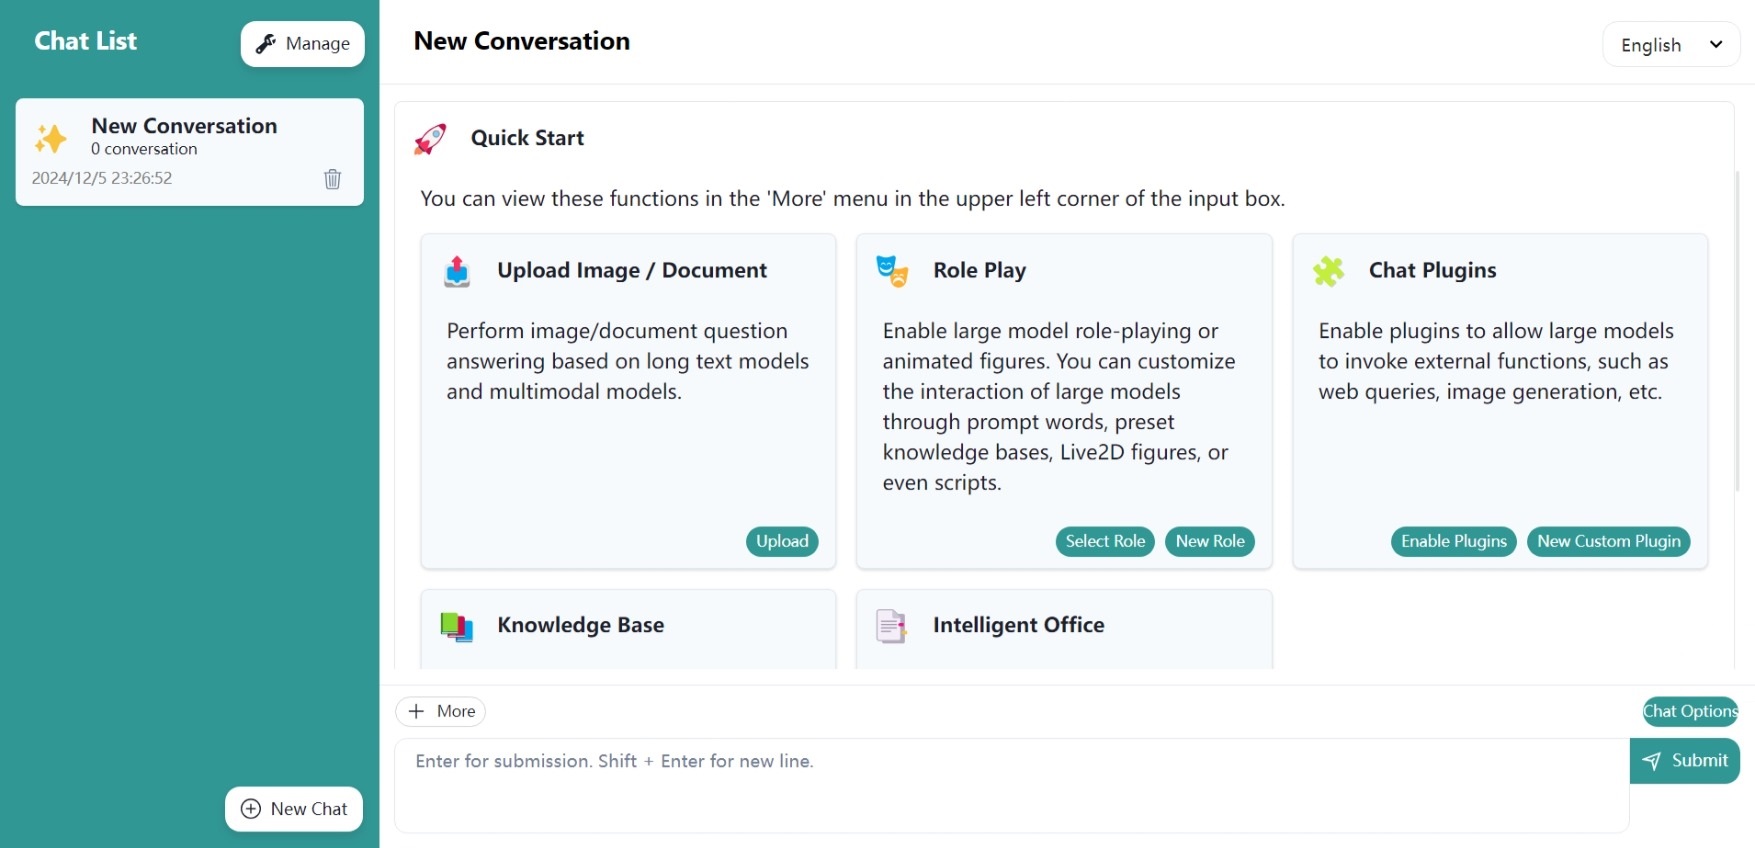 Chat List
Manage
New Conversation
0 conversation
2024/12/5 23:26:52
New Chat
New Conversation
English
Quick Start
You can view these functions in the 'More' menu in the upper left corner of the input box.
Upload Image / Document
Perform image/document question
answering based on long text models
and multimodal models.
Upload
Role Play
Enable large model role-playing or
animated figures. You can customize
the interaction of large models
through prompt words, preset
knowledge bases, Live2D figures, or
even scripts.
Select Role
New Role
Chat Plugins
Enable plugins to allow large models
to invoke external functions, such as
web queries, image generation, etc.
Enable Plugins
New Custom Plugin
Knowledge Base
Intelligent Office
More
Chat Options
Enter for submission. Shift + Enter for new line.
Submit